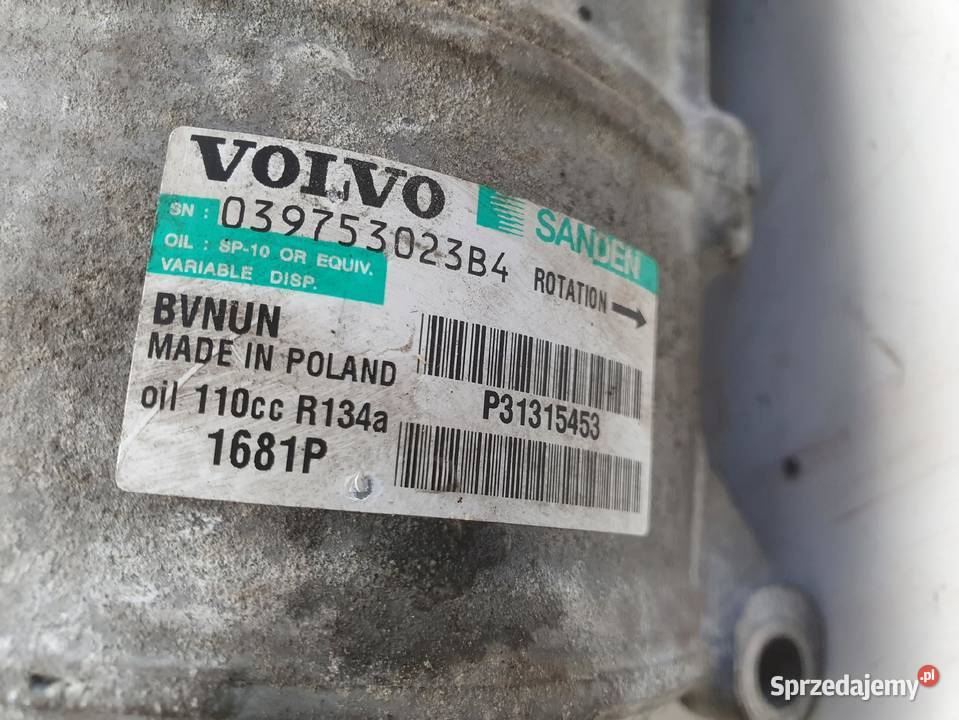 VOLVO
SANDEN
SN : 039753023B4
OIL : SP-10 OR EQUIV.
VARIABLE DISP.
ROTATION
BVNUN
MADE IN POLAND
oil 110cc R134a
P31315453
1681P
Sprzedajemy.pl